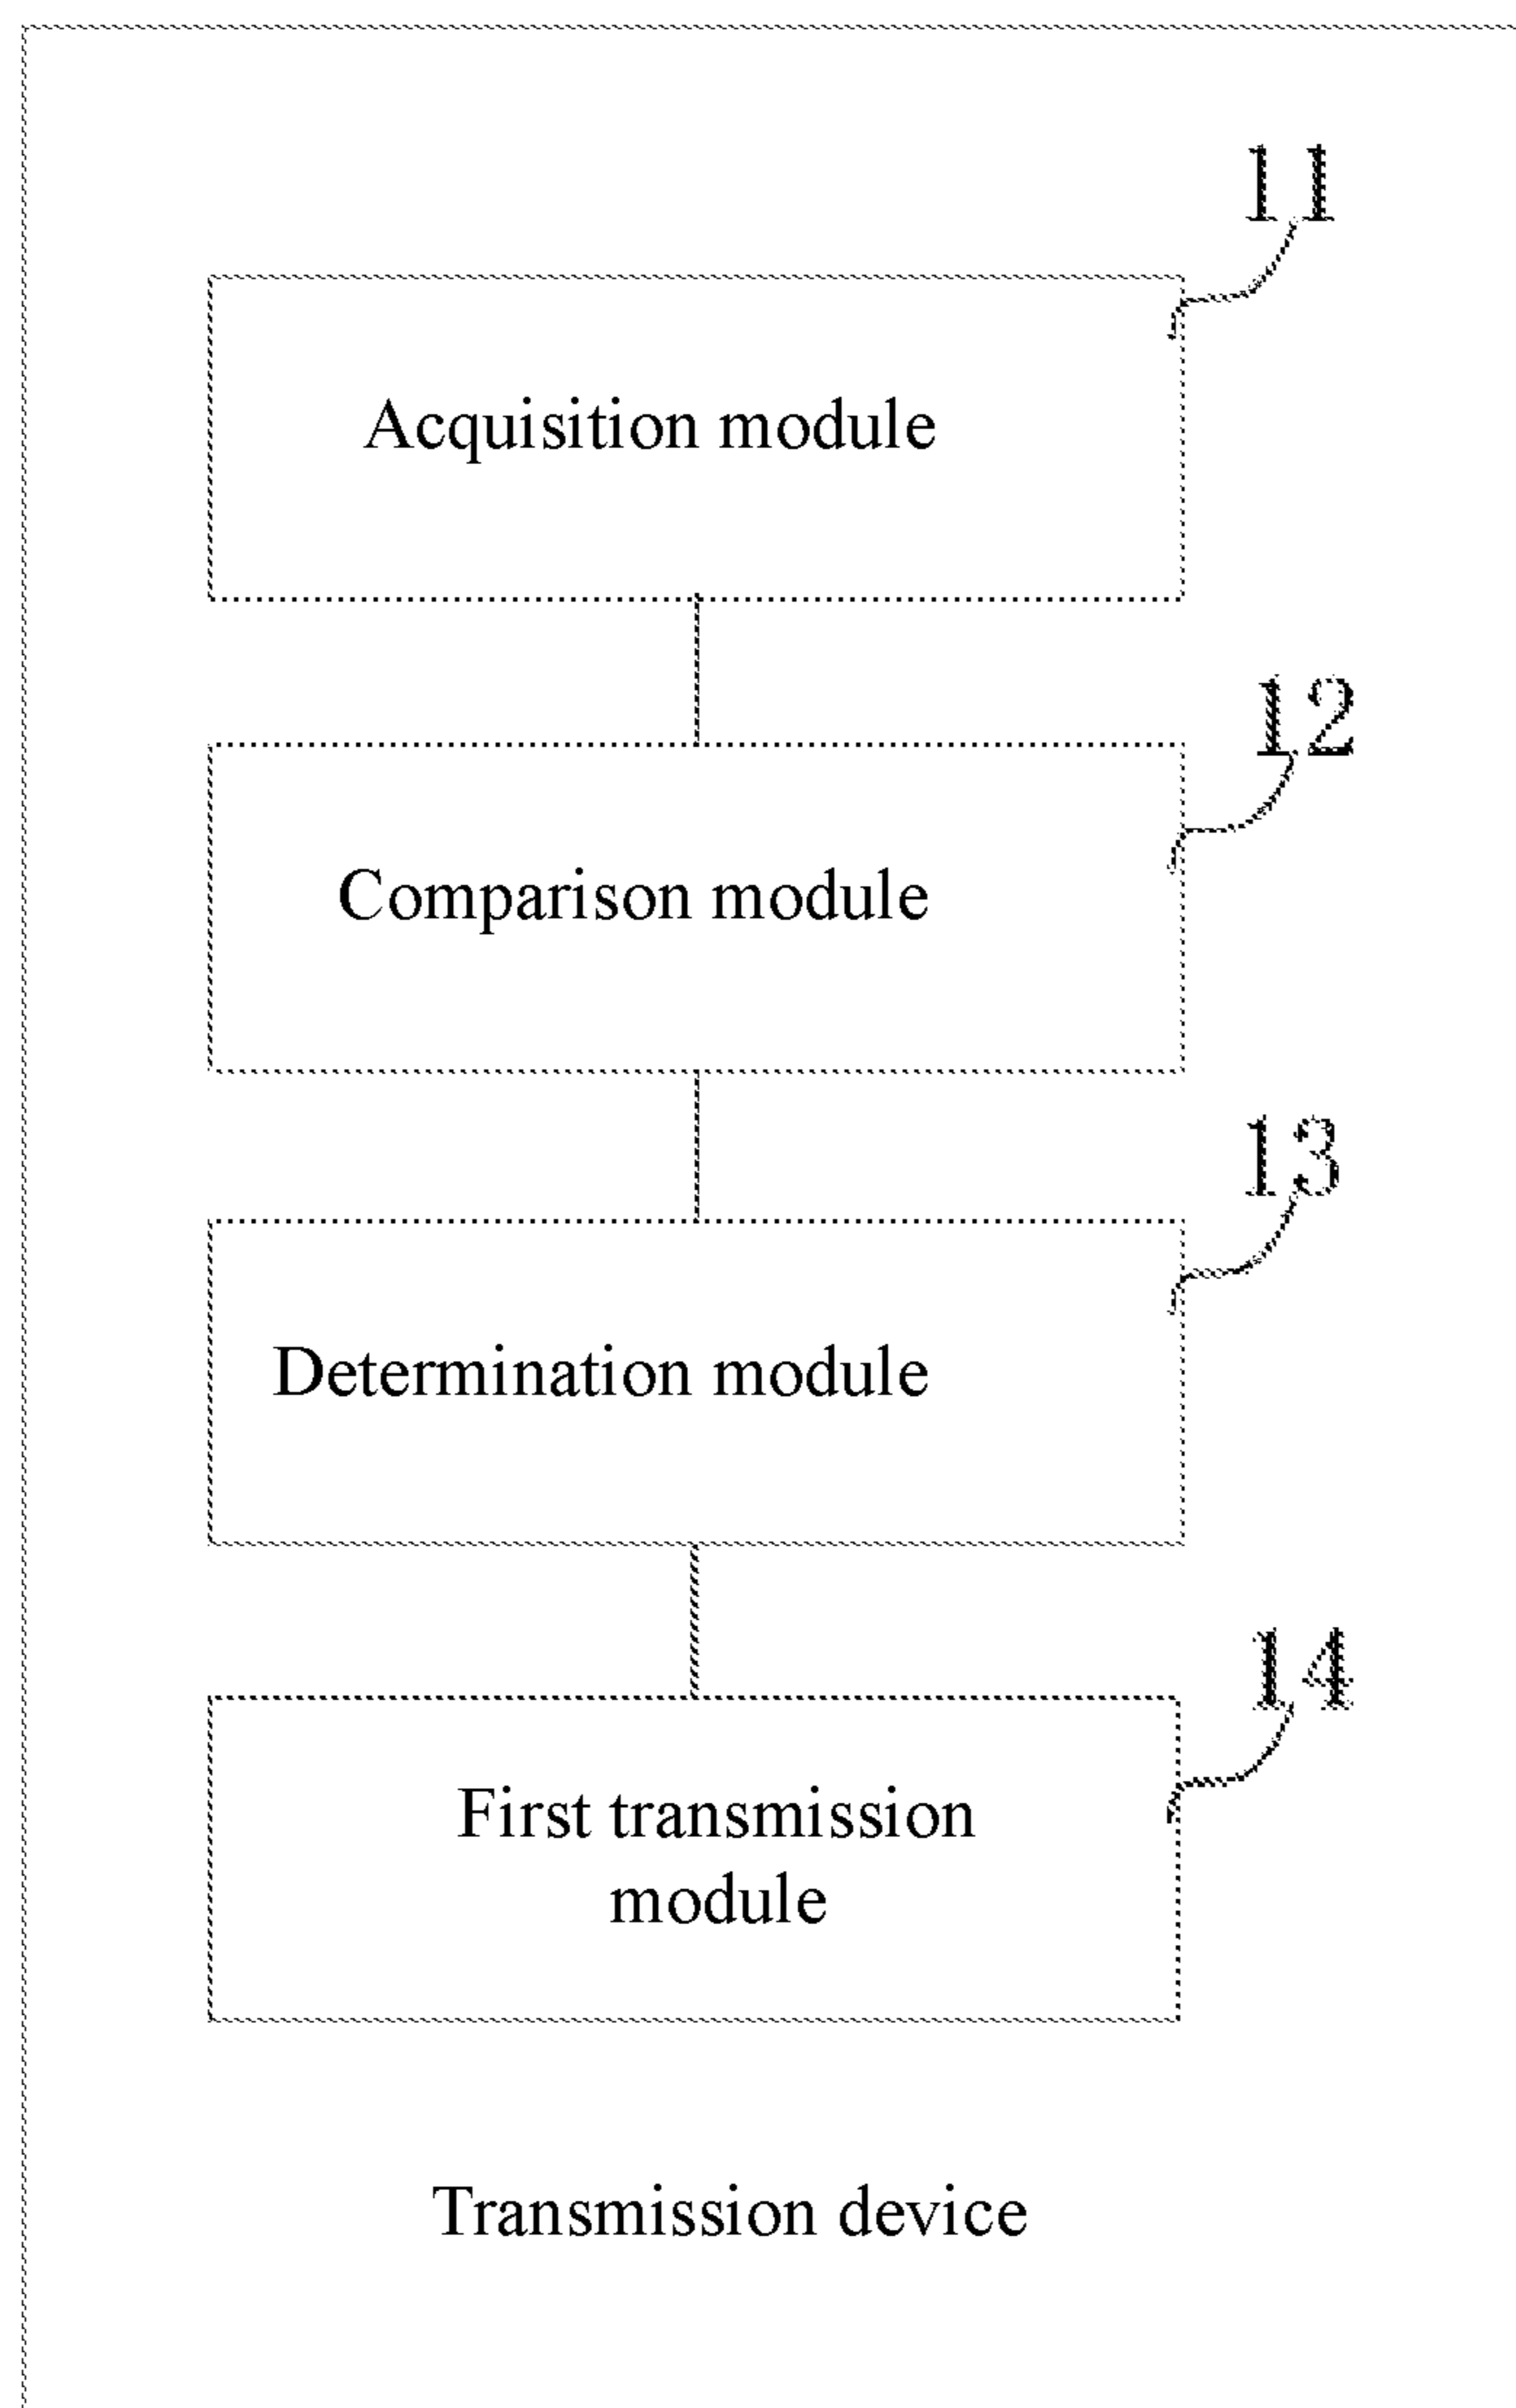 11
Acquisition module
12
Comparison module
13
Determination module
14
First transmission
module
Transmission device